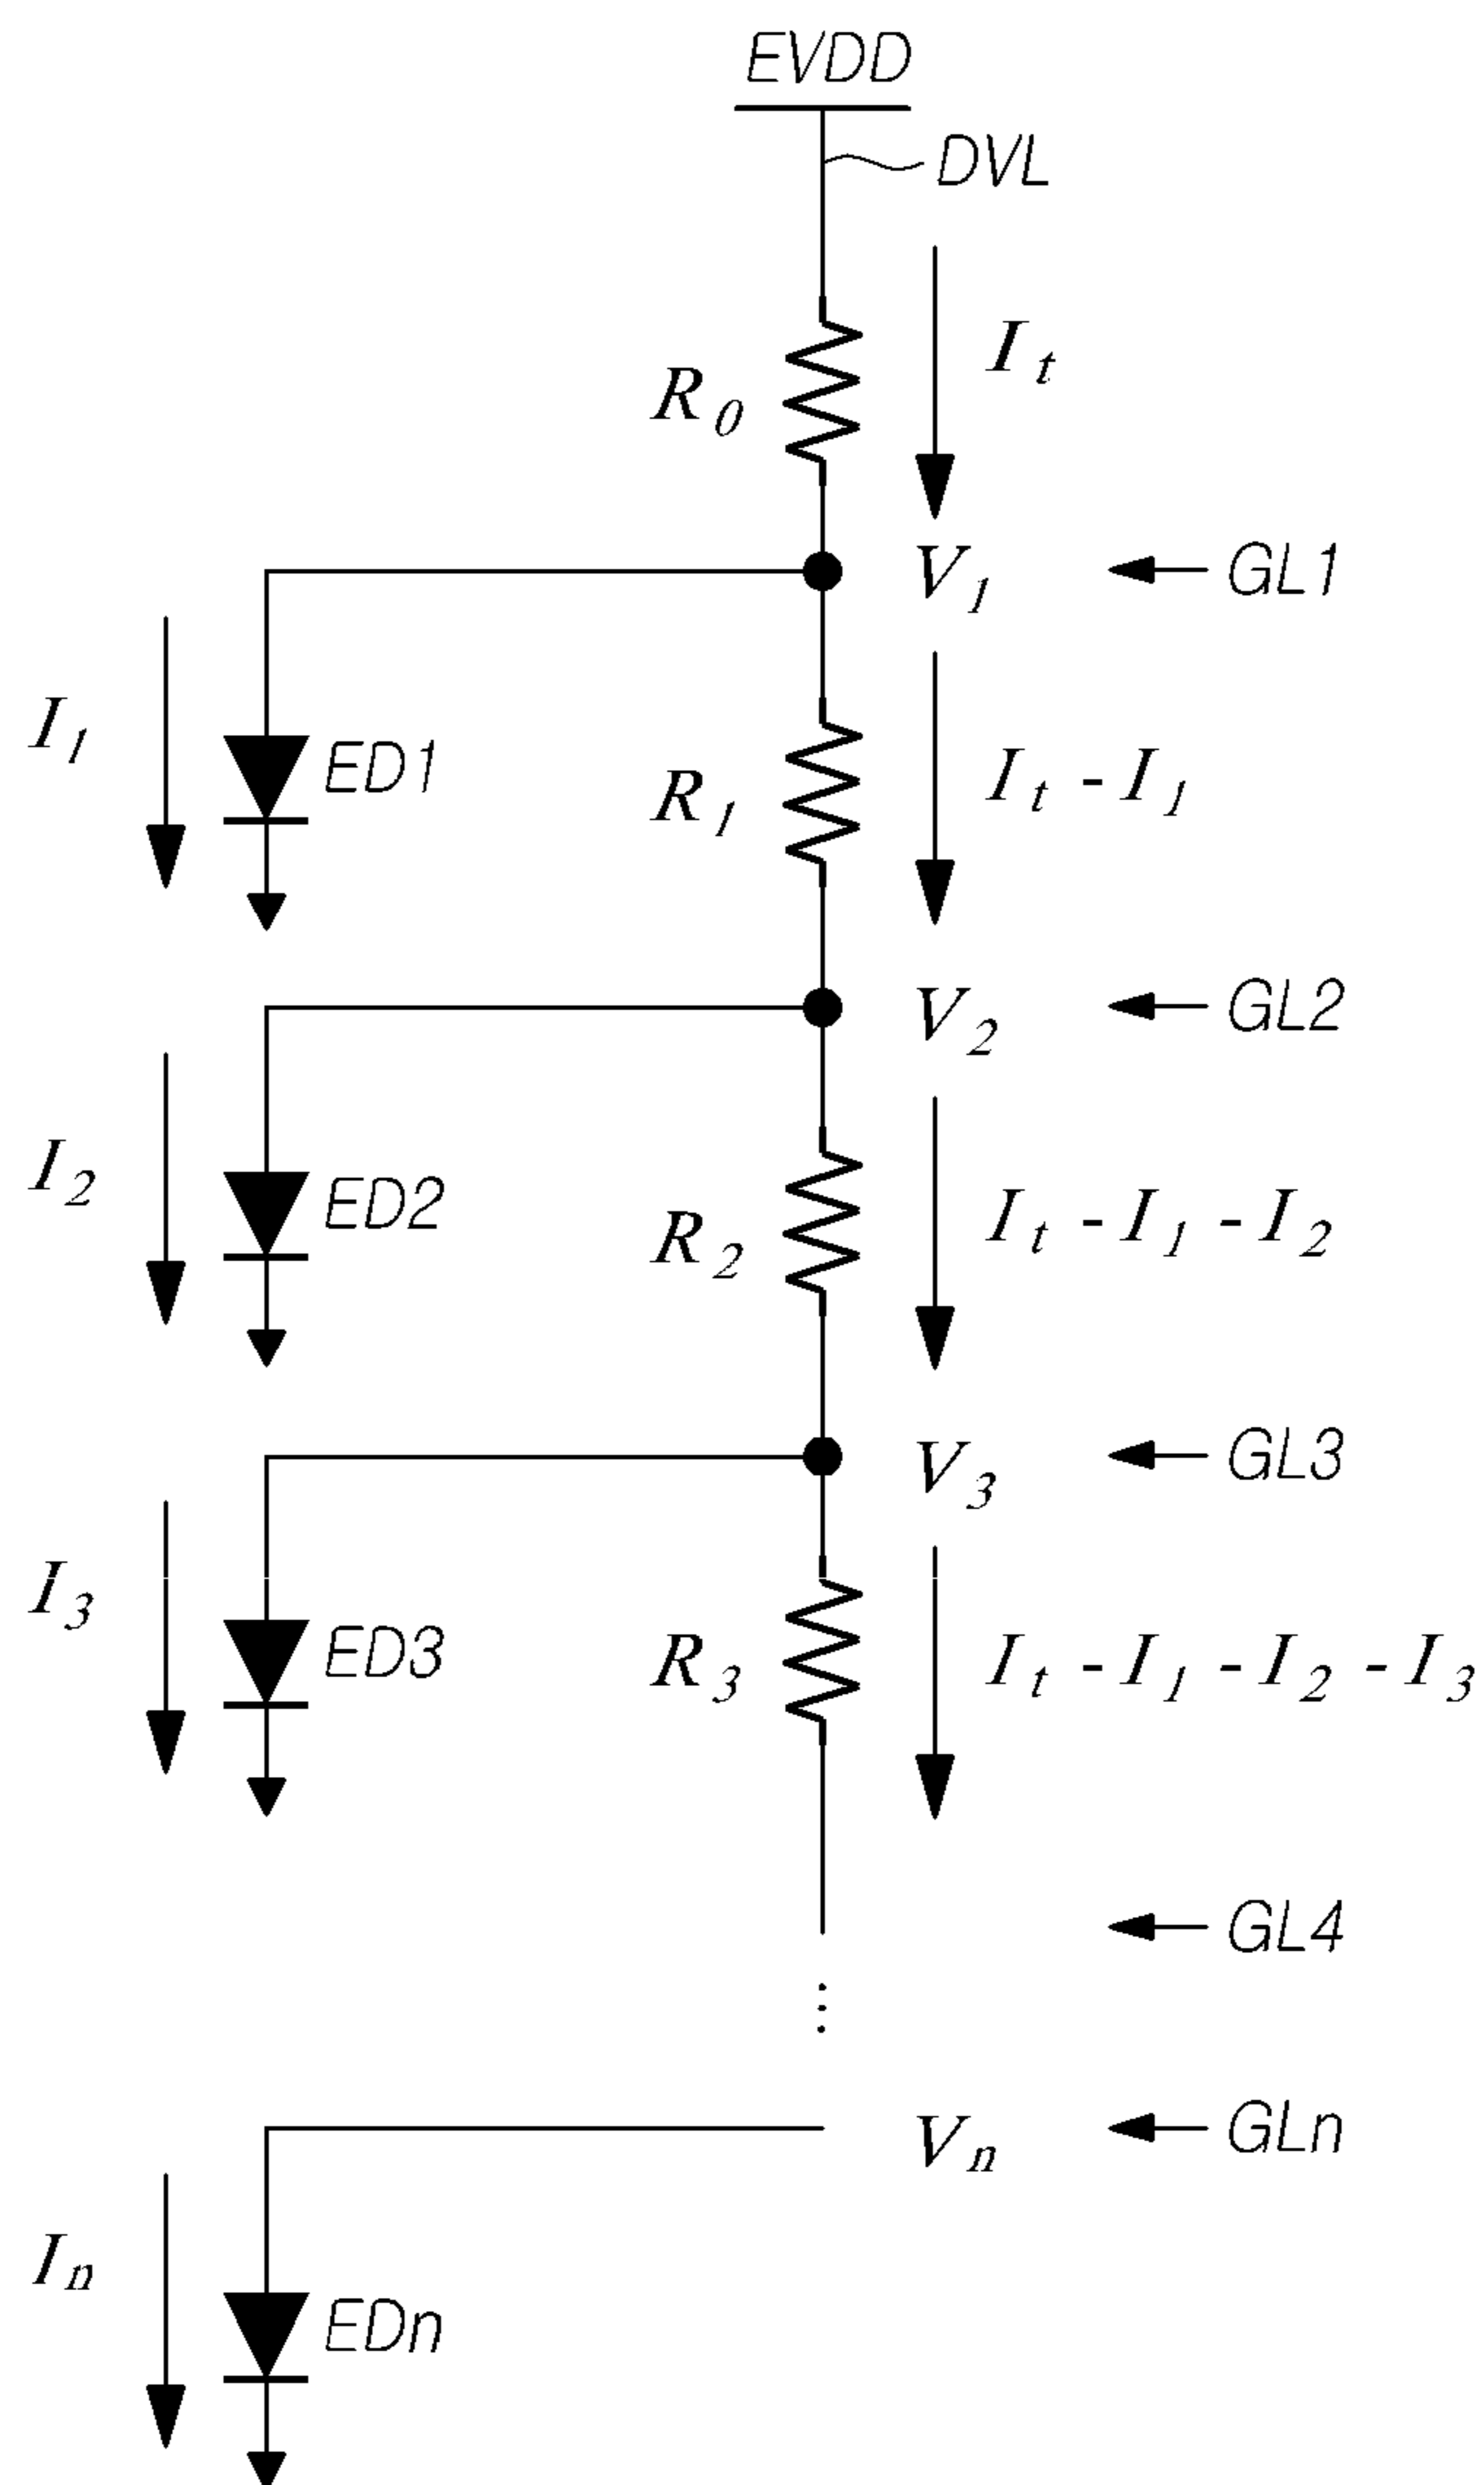 EVDD
DVL
I_t
R_0
V_1 GL1
I_1 ED1 R_1 I_t - I_1
V_2 GL2
I_2 ED2 R_2 I_t - I_1 - I_2
V_3 GL3
I_3 ED3 R_3 I_t - I_1 - I_2 - I_3
GL4
⋮
V_n GLn
I_n EDn